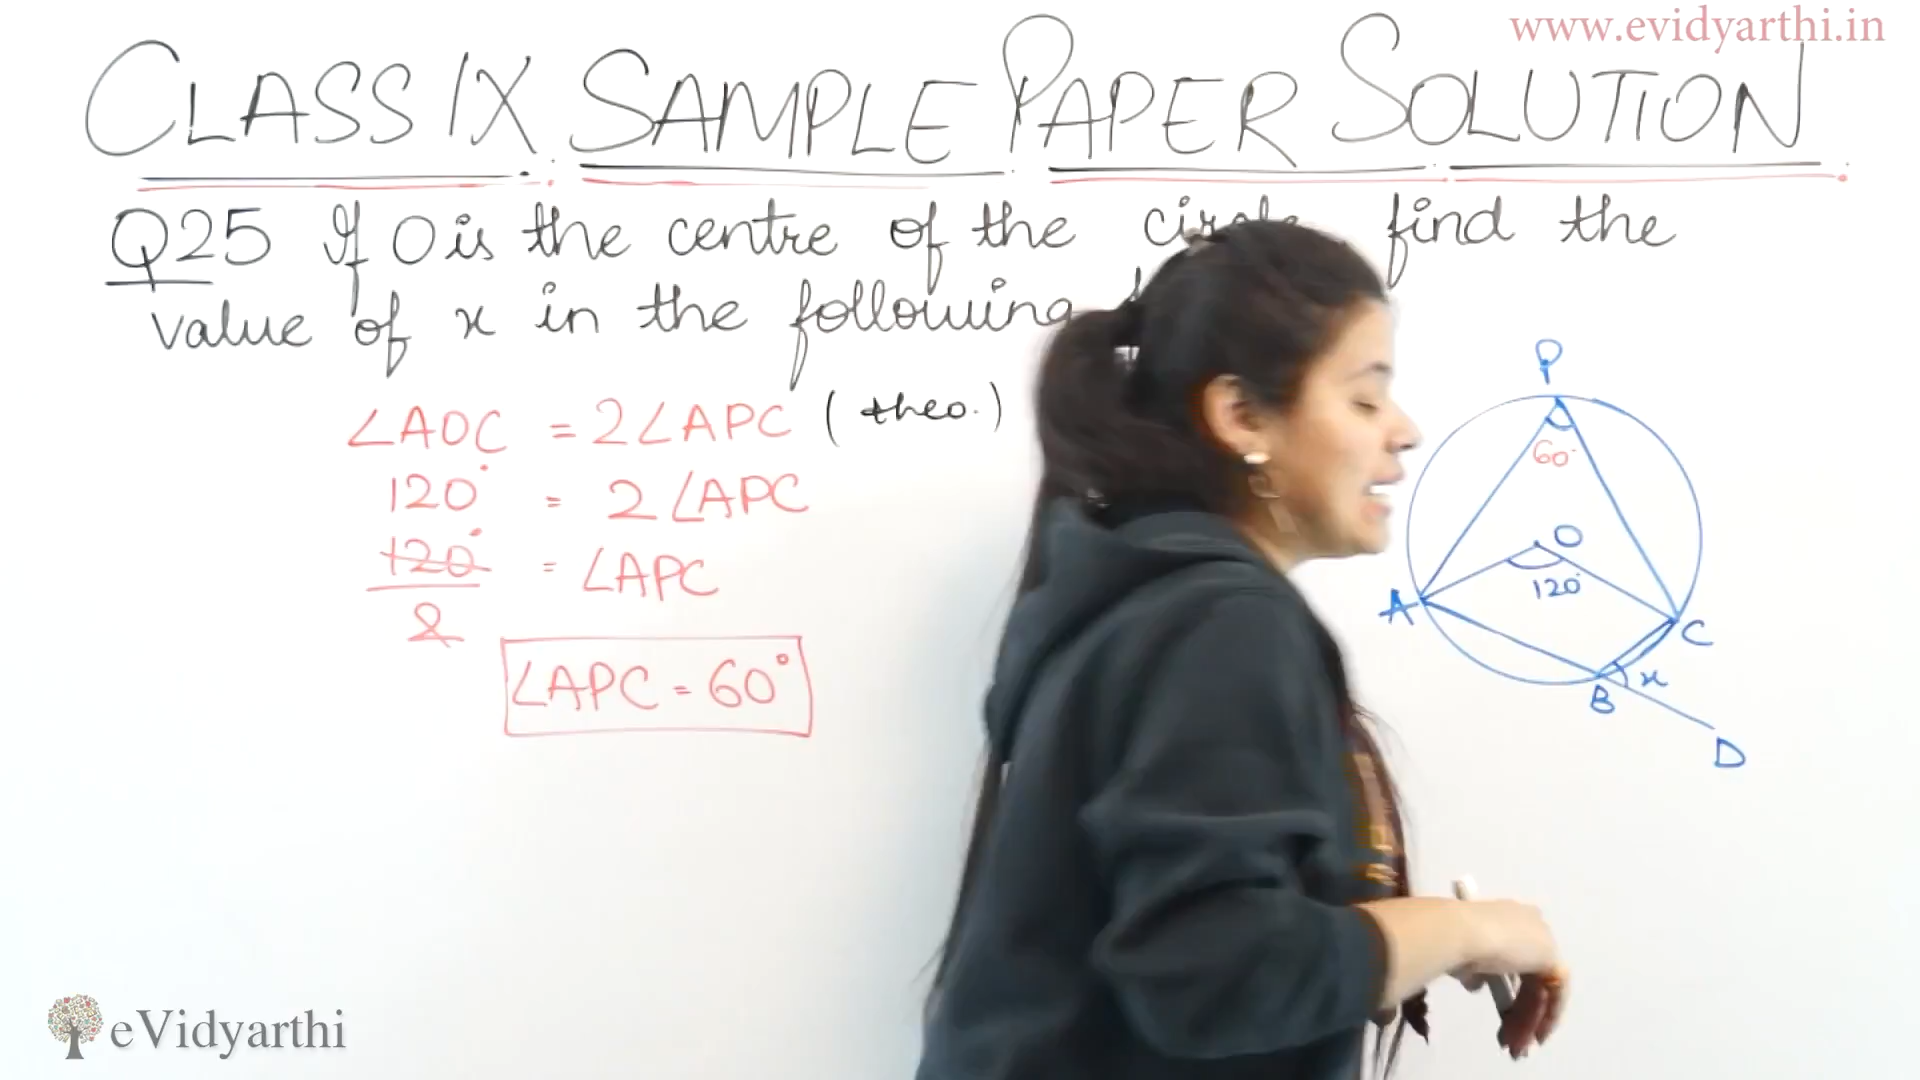 www.evidyarthi.in
CLASS IX SAMPLE PAPER SOLUTION
Q25 If O is the centre of the find the
value of x in the following
∠AOC = 2∠APC (theo.)
120° = 2∠APC
120° = ∠APC
2
∠APC = 60°
P
60°
O
120°
A
C
x
B
D
eVidyarthi